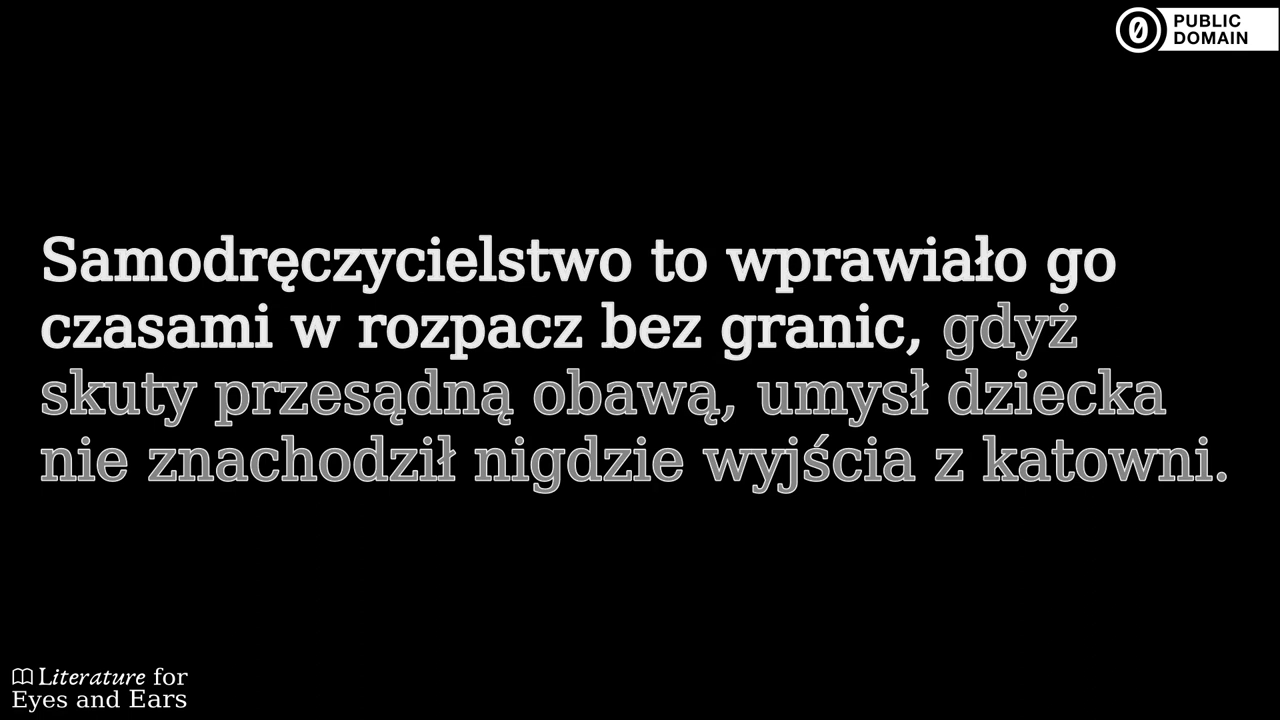 PUBLIC
DOMAIN
Samodręczycielstwo to wprawiało go
czasami w rozpacz bez granic, gdyż
skuty przesądną obawą, umysł dziecka
nie znachodził nigdzie wyjścia z katowni.
Literature for
Eyes and Ears